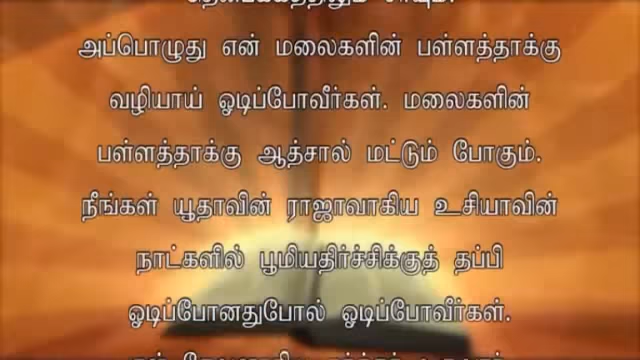 அப்பொழுது என் மலைகளின் பள்ளத்தாக்கு
வழியாய் ஓடிப்போவீர்கள். மலைகளின்
பள்ளத்தாக்கு ஆத்சால் மட்டும் போகும்.
நீங்கள் யூதாவின் ராஜாவாகிய உசியாவின்
நாட்களில் பூமியதிர்ச்சிக்குத் தப்பி
ஓடிப்போனதுபோல் ஓடிப்போவீர்கள்.